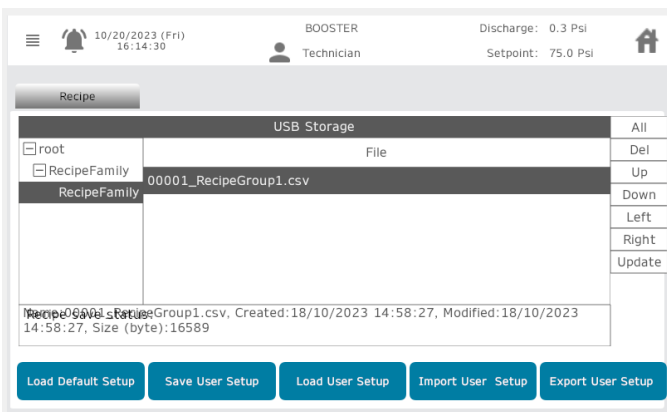 BOOSTER Discharge: 0.3 Psi
10/20/2023 (Fri)
16:14:30
Technician Setpoint: 75.0 Psi
Recipe
USB Storage
All
root
File
Del
RecipeFamily
Up
00001_RecipeGroup1.csv
RecipeFamily
Down
Left
Right
Update
Recipe save status:
Name:00001_RecipeGroup1.csv, Created:18/10/2023 14:58:27, Modified:18/10/2023
14:58:27, Size (byte):16589
Load Default Setup Save User Setup Load User Setup Import User Setup Export User Setup